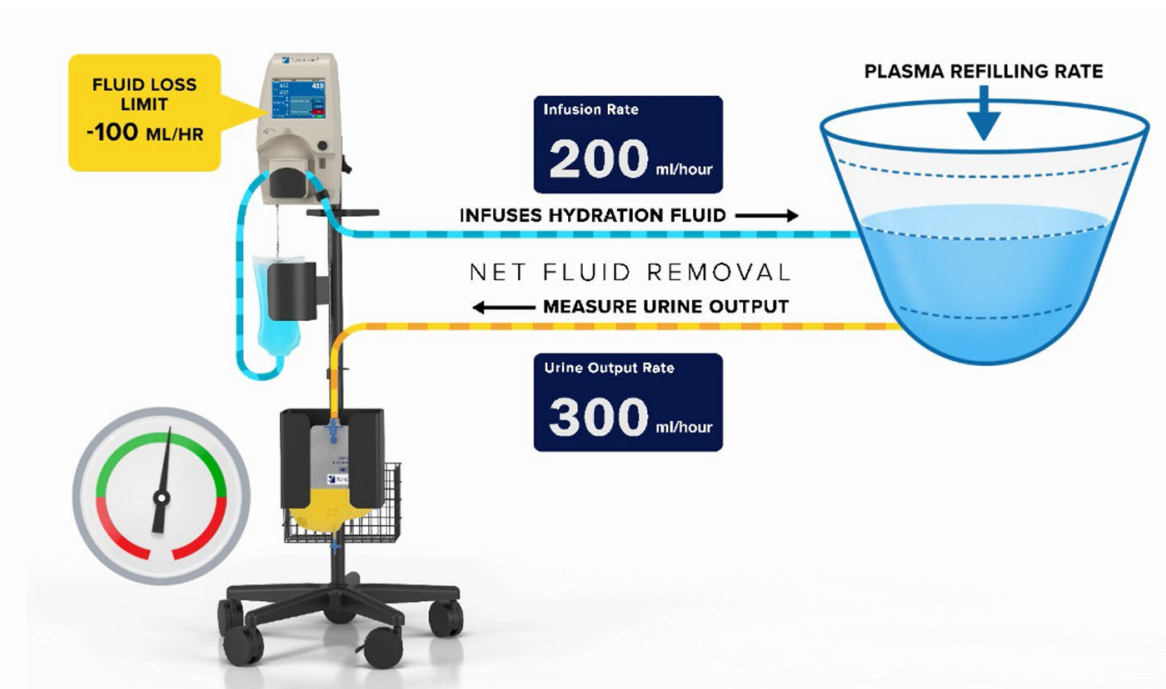 FLUID LOSS
LIMIT
-100 ML/HR
PLASMA REFILLING RATE
Infusion Rate
200 ml/hour
INFUSES HYDRATION FLUID
NET FLUID REMOVAL
MEASURE URINE OUTPUT
Urine Output Rate
300 ml/hour